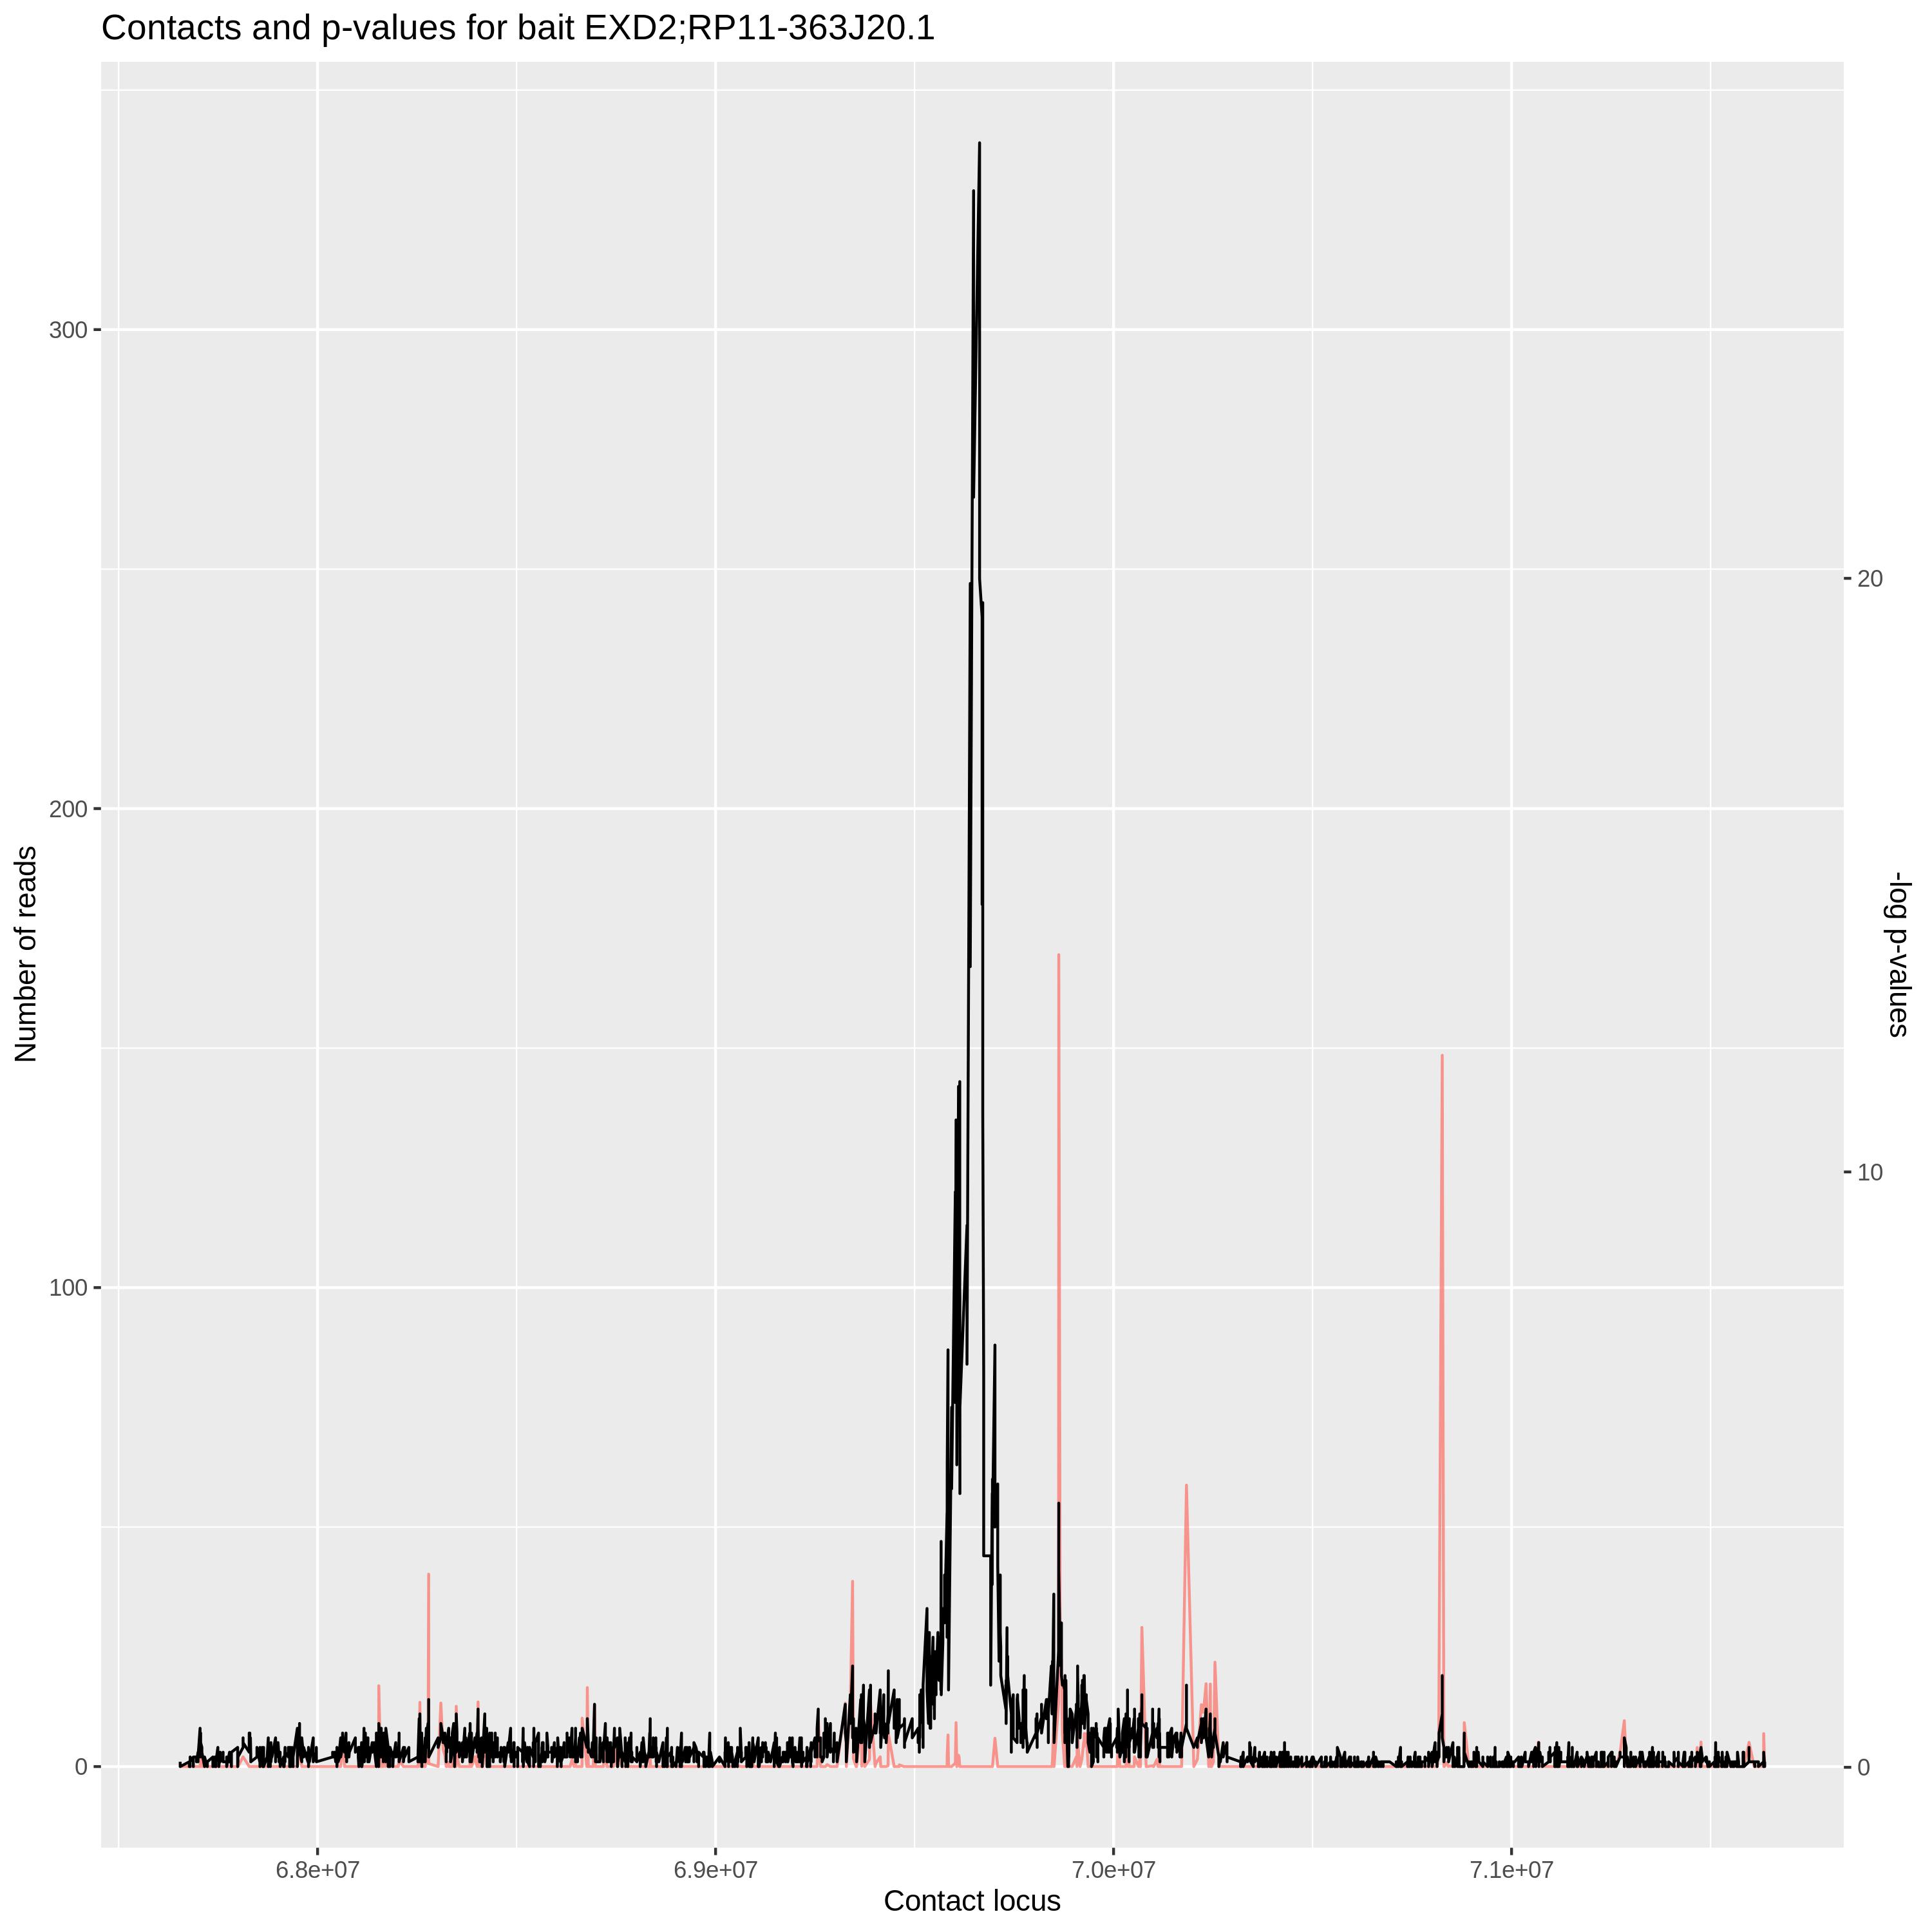 Contacts and p-values for bait EXD2;RP11-363J20.1
300
200
100
0
Number of reads
20
10
0
-log p-values
6.8e+07
6.9e+07
7.0e+07
7.1e+07
Contact locus